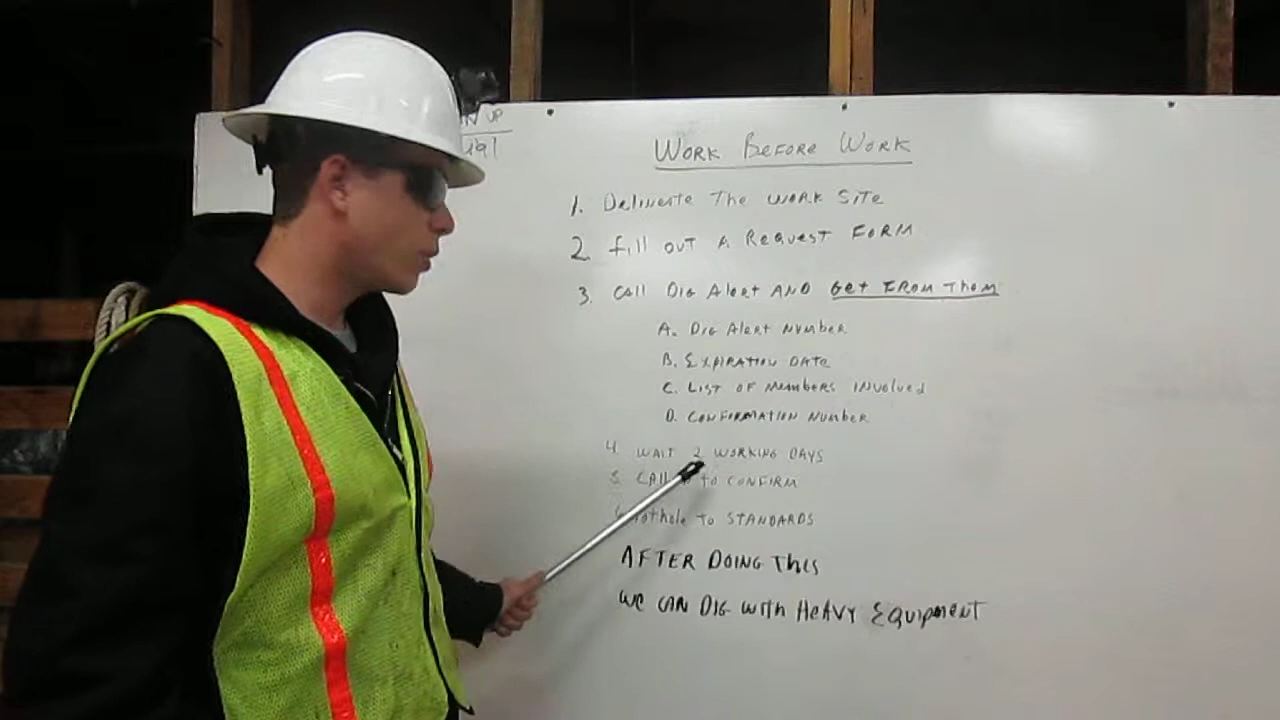 UP
WORK BEFORE WORK
1. Delineate The WORK SiTe
2. Fill OUT A Request FORM
3. CAll DIG Alert AND Get FROM Them
A. DIG Alert NUmBeR
B. EXPIRATION DATe
C. LIST OF MemBeRS INVolved
D. CONFORMATION NumBeR
4. WAIT 2 WORKING DAYS
5. CAll TO CONFIRM
Pothole To STANDARDS
AFTER DOING This
We CAN DIG WITH HEAVY EQuipmenT